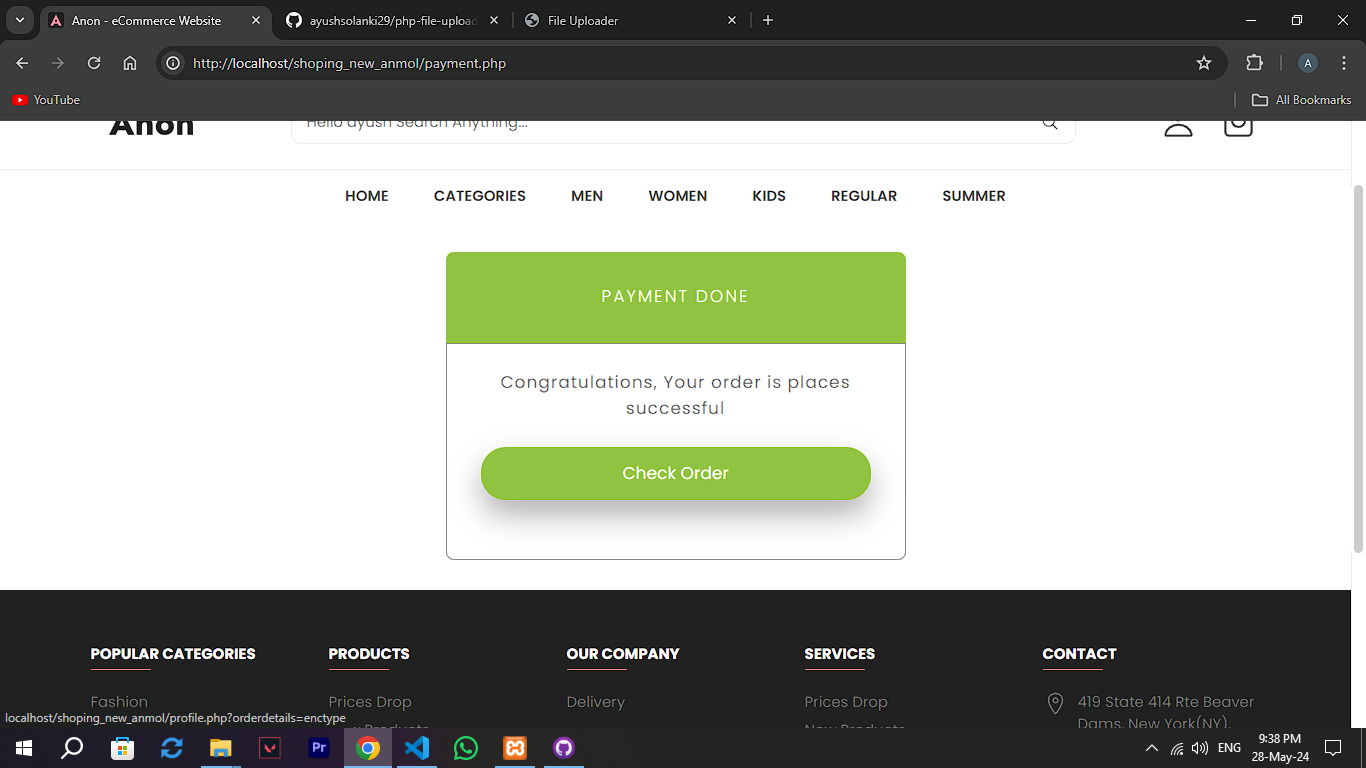 Anon - eCommerce Website
ayushsolanki29/php-file-upload
File Uploader
http://localhost/shoping_new_anmol/payment.php
A
YouTube
All Bookmarks
Anon
Hello ayush Search Anything...
HOME CATEGORIES MEN WOMEN KIDS REGULAR SUMMER
PAYMENT DONE
Congratulations, Your order is places
successful
Check Order
POPULAR CATEGORIES PRODUCTS OUR COMPANY SERVICES CONTACT
Fashion Prices Drop Delivery Prices Drop 419 State 414 Rte Beaver
New Products Dams, New York(NY),
localhost/shoping_new_anmol/profile.php?orderdetails=enctype
Pr
ENG
9:38 PM
28-May-24